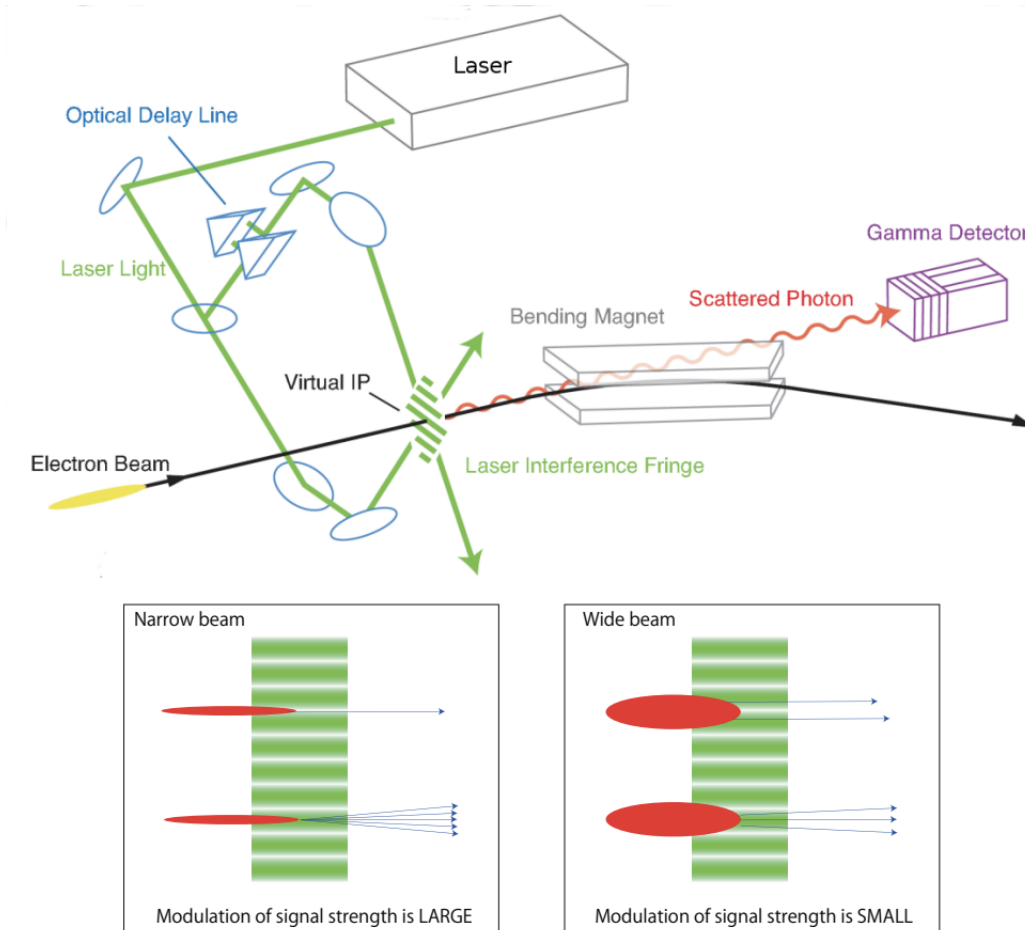 Laser
Optical Delay Line
Gamma Detector
Laser Light
Scattered Photon
Bending Magnet
Virtual IP
Electron Beam
Laser Interference Fringe
Narrow beam
Modulation of signal strength is LARGE
Wide beam
Modulation of signal strength is SMALL